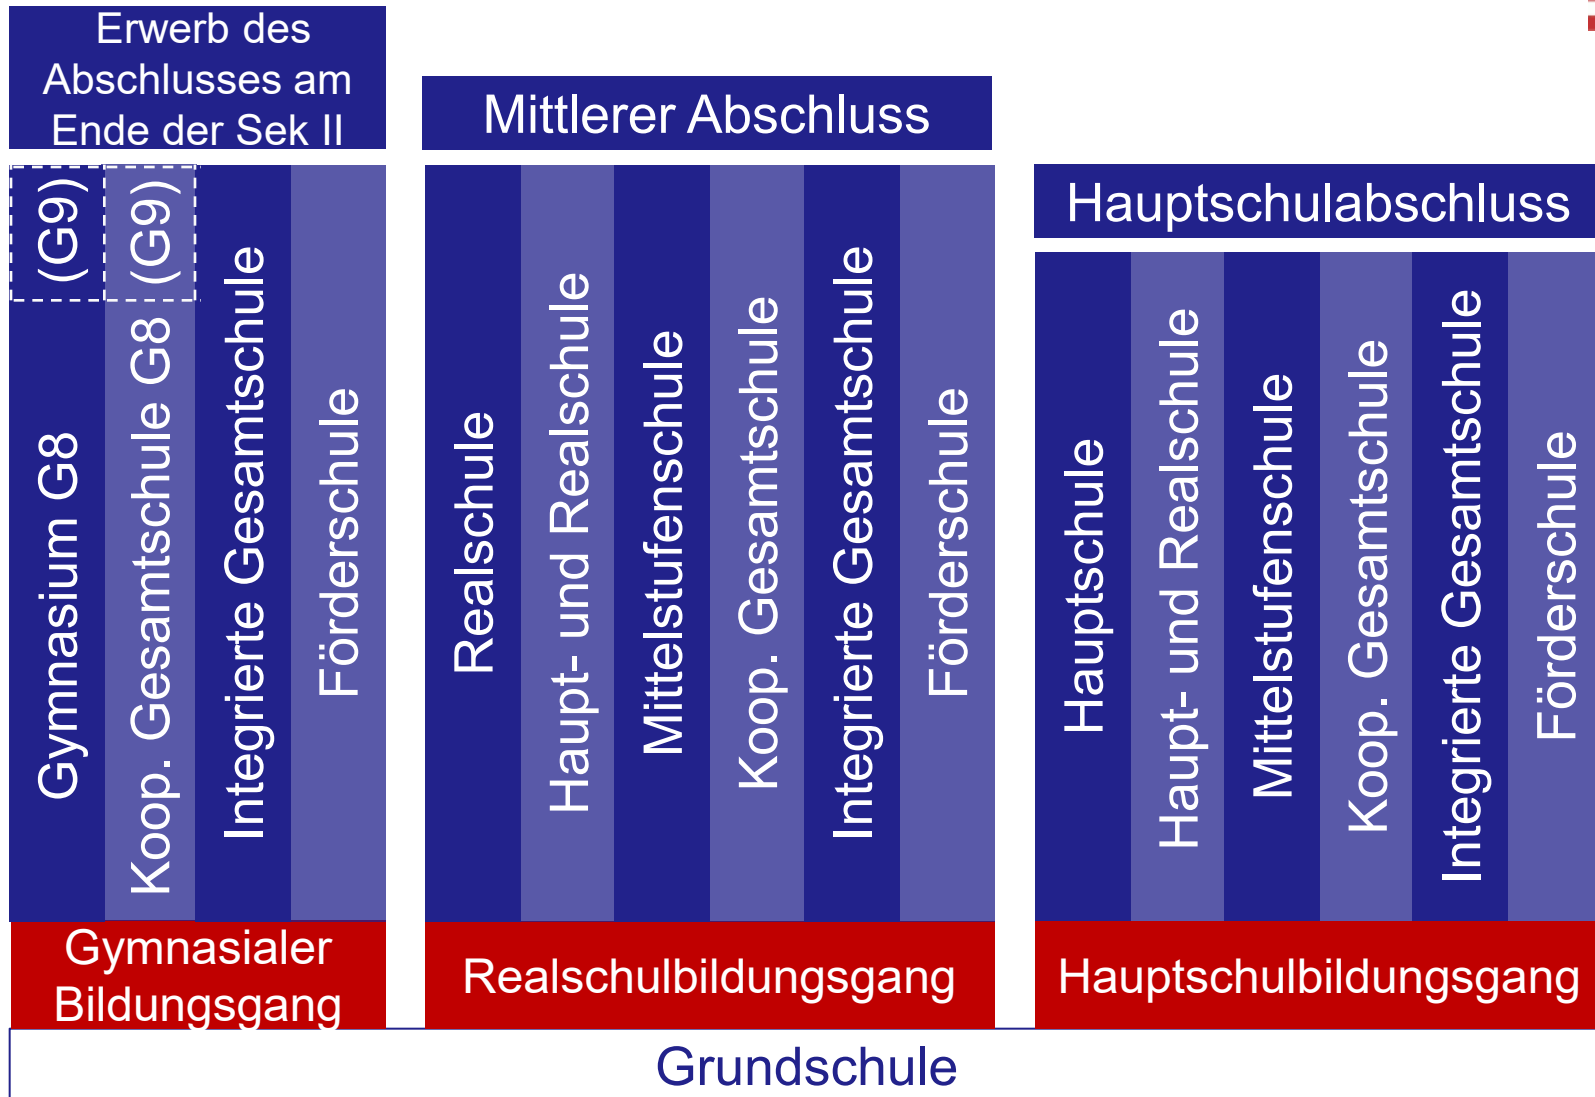 Erwerb des
Abschlusses am
Ende der Sek II
Mittlerer Abschluss
Hauptschulabschluss
Gymnasium G8 (G9)
Koop. Gesamtschule G8 (G9)
Integrierte Gesamtschule
Förderschule
Realschule
Haupt- und Realschule
Mittelstufenschule
Koop. Gesamtschule
Integrierte Gesamtschule
Förderschule
Hauptschule
Haupt- und Realschule
Mittelstufenschule
Koop. Gesamtschule
Integrierte Gesamtschule
Förderschule
Gymnasialer
Bildungsgang
Realschulbildungsgang
Hauptschulbildungsgang
Grundschule